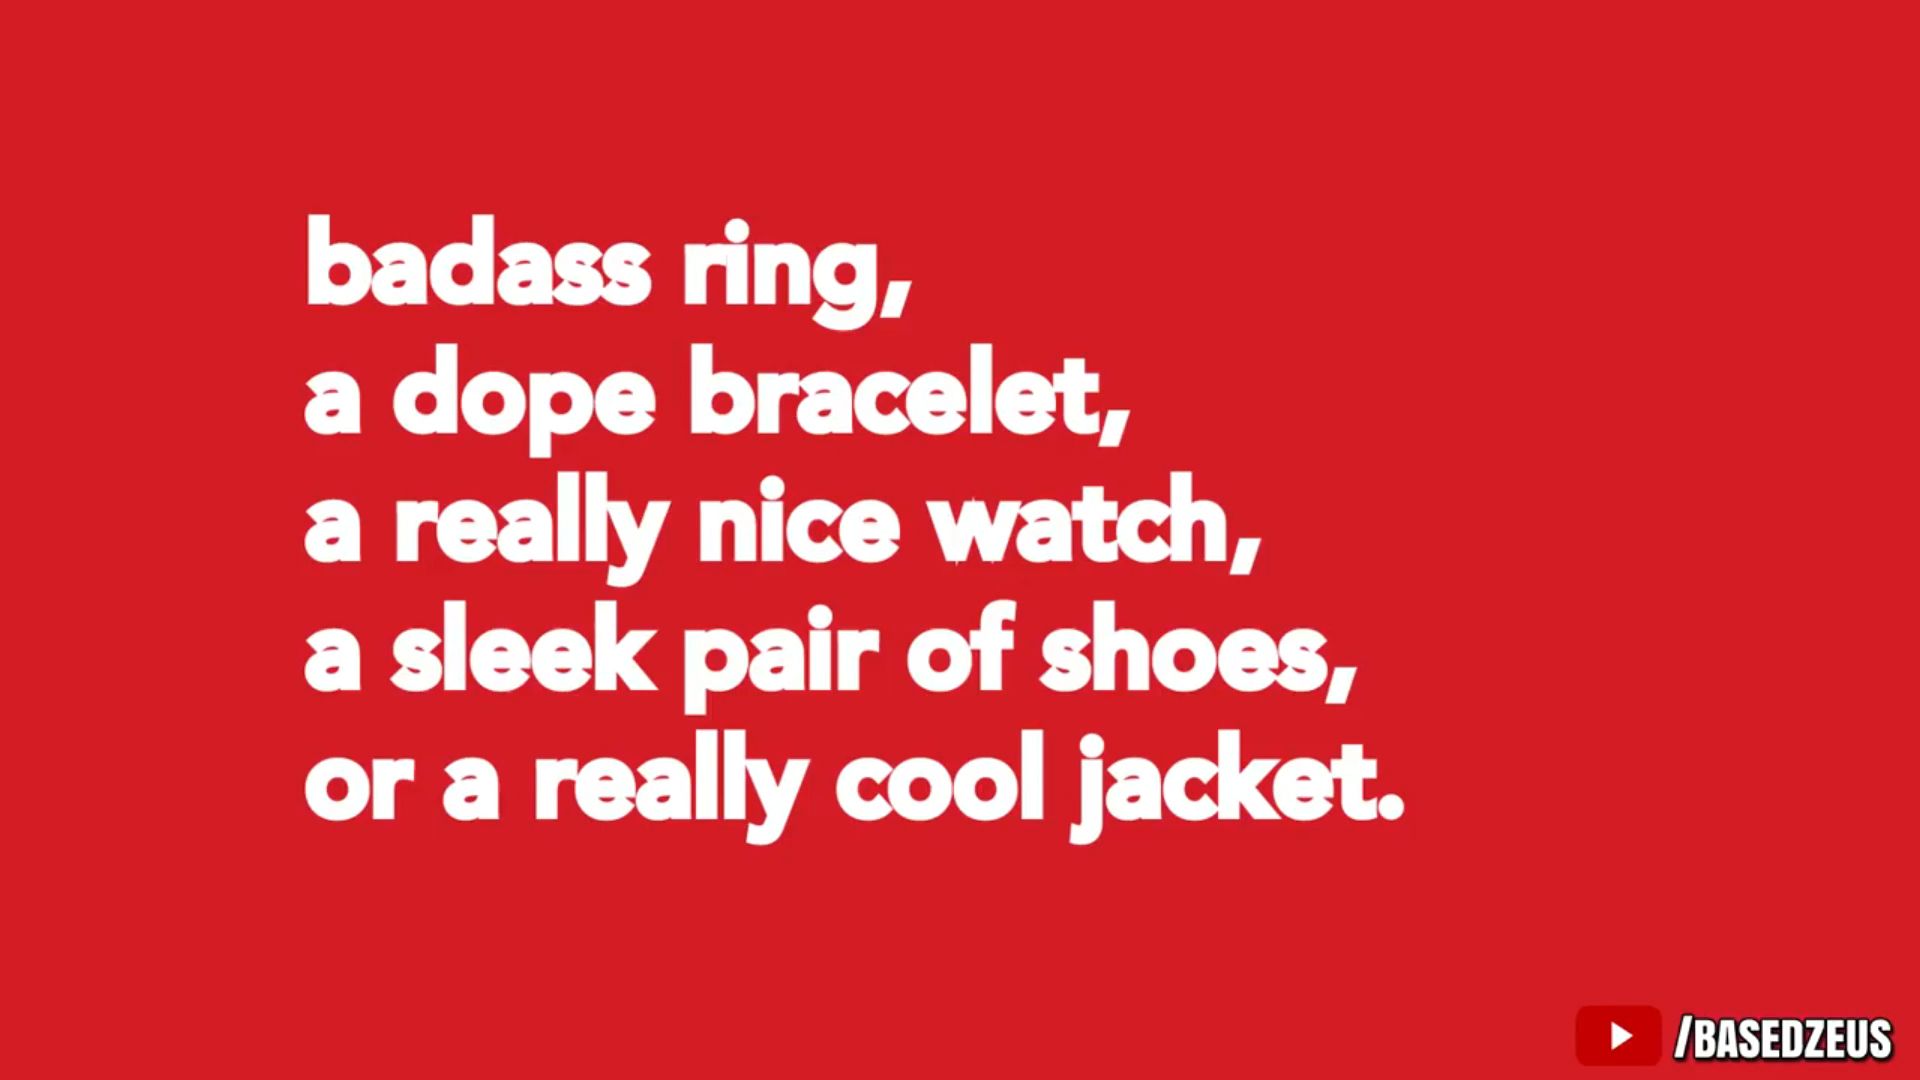 badass ring,
a dope bracelet,
a really nice watch,
a sleek pair of shoes,
or a really cool jacket.
/BASEDZEUS